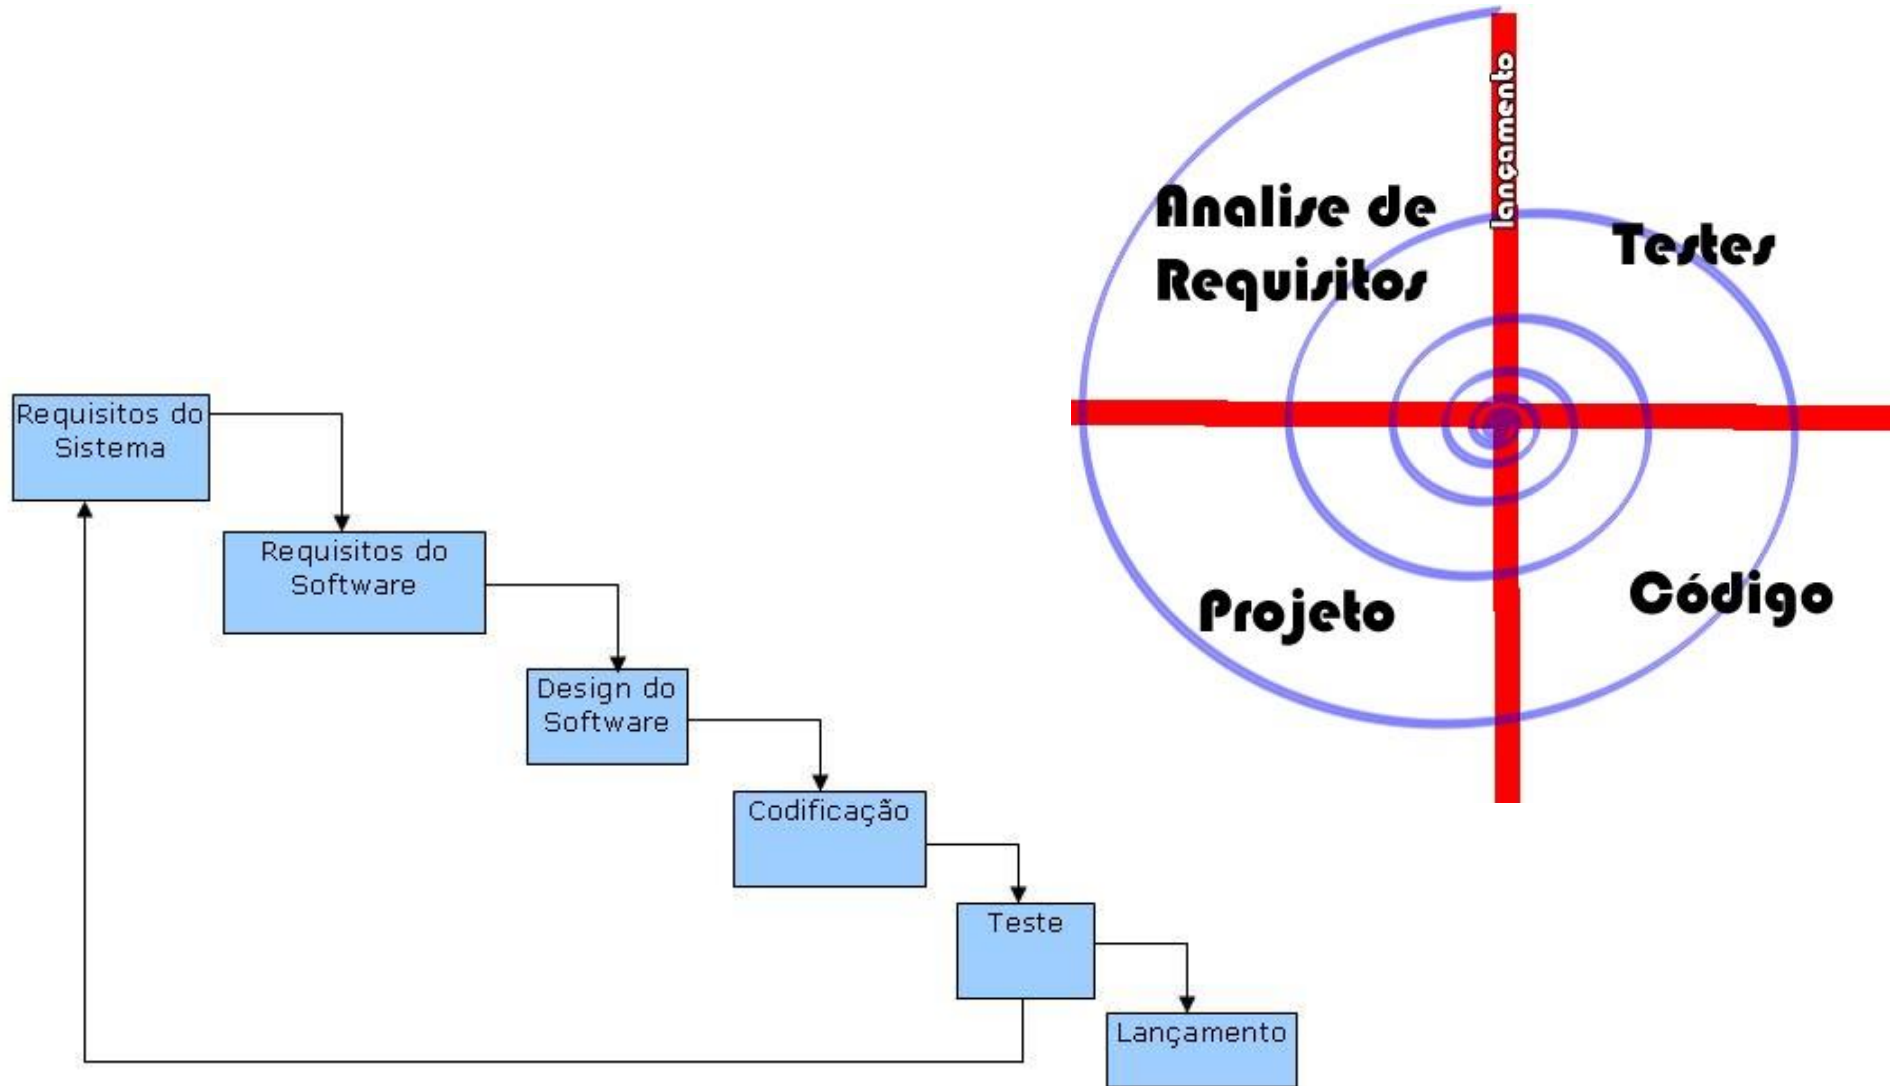 lançamento
Analise de
Requisitos
Testes
Projeto
Código
Requisitos do
Sistema
Requisitos do
Software
Design do
Software
Codificação
Teste
Lançamento